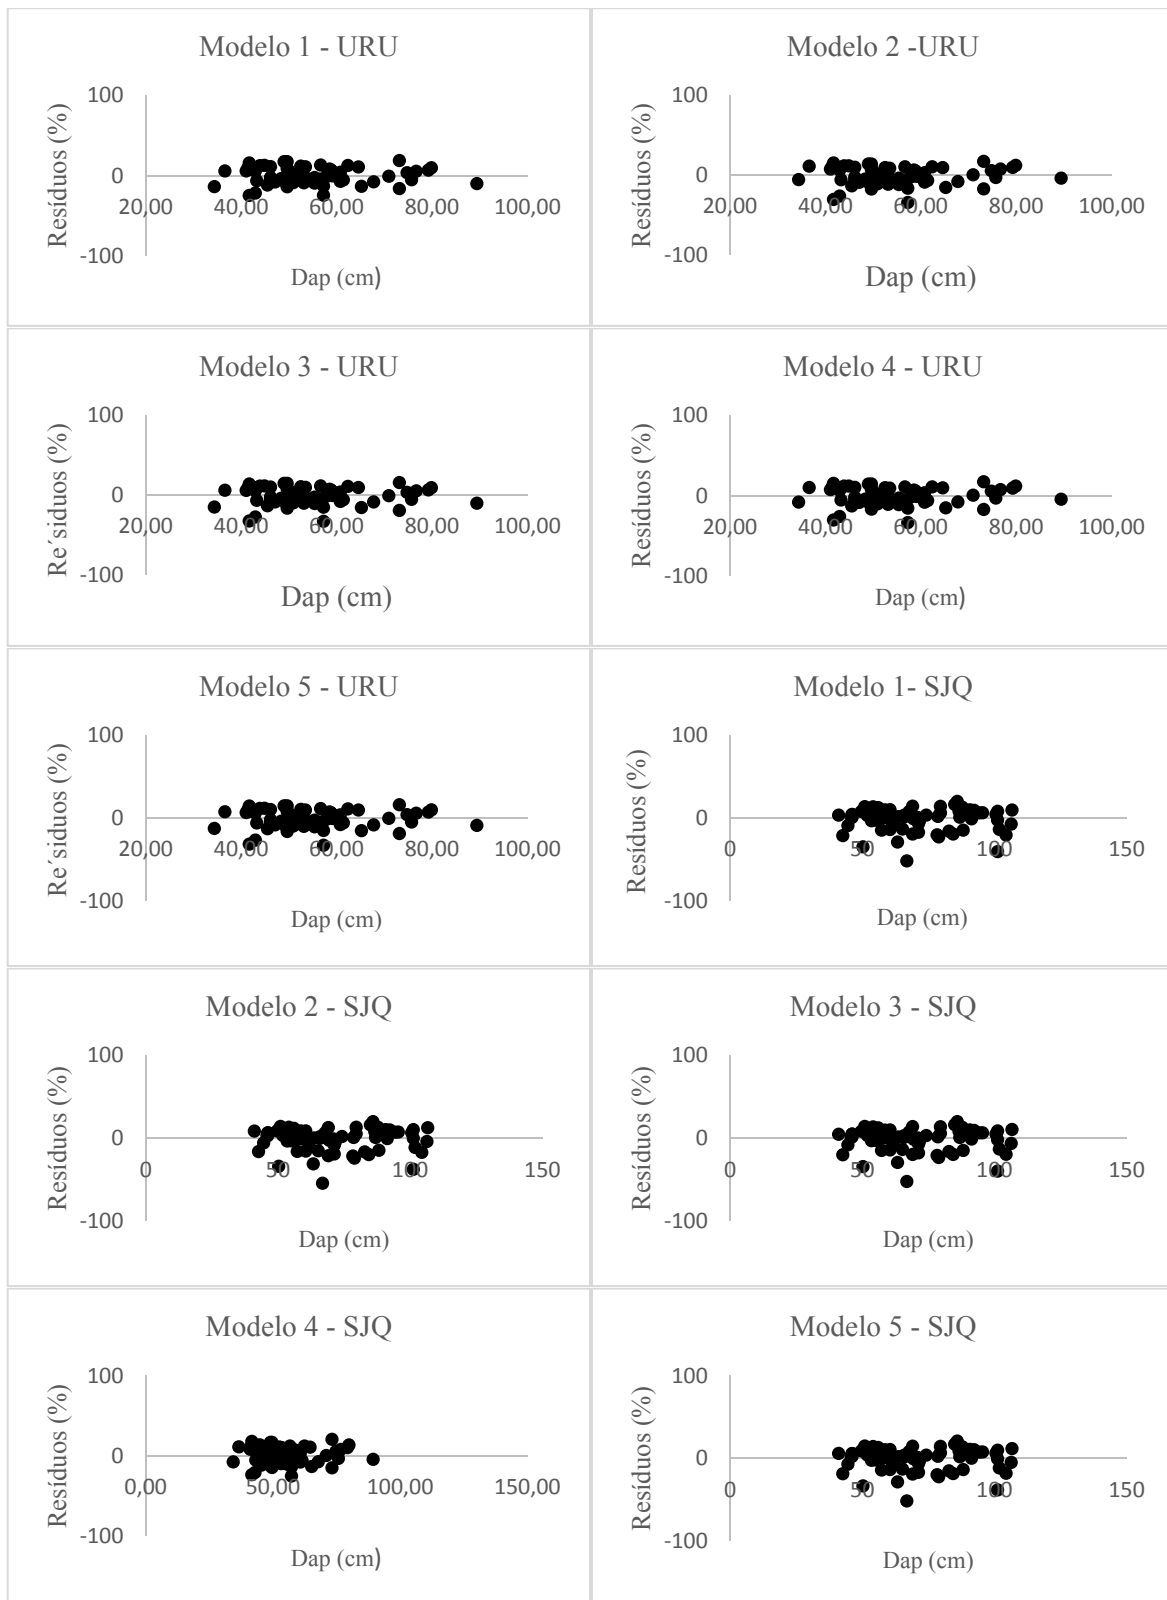 Modelo 1 - URU
100
0
-100
20,00 40,00 60,00 80,00 100,00
Resíduos (%)
Dap (cm)
Modelo 2 -URU
100
0
-100
20,00 40,00 60,00 80,00 100,00
Resíduos (%)
Dap (cm)
Modelo 3 - URU
100
0
-100
20,00 40,00 60,00 80,00 100,00
Re´siduos (%)
Dap (cm)
Modelo 4 - URU
100
0
-100
20,00 40,00 60,00 80,00 100,00
Resíduos (%)
Dap (cm)
Modelo 5 - URU
100
0
-100
20,00 40,00 60,00 80,00 100,00
Re´siduos (%)
Dap (cm)
Modelo 1- SJQ
100
0
-100
0 50 100 150
Resíduos (%)
Dap (cm)
Modelo 2 - SJQ
100
0
-100
0 50 100 150
Resíduos (%)
Dap (cm)
Modelo 3 - SJQ
100
0
-100
0 50 100 150
Resíduos (%)
Dap (cm)
Modelo 4 - SJQ
100
0
-100
0,00 50,00 100,00 150,00
Resíduos (%)
Dap (cm)
Modelo 5 - SJQ
100
0
-100
0 50 100 150
Resíduos (%)
Dap (cm)